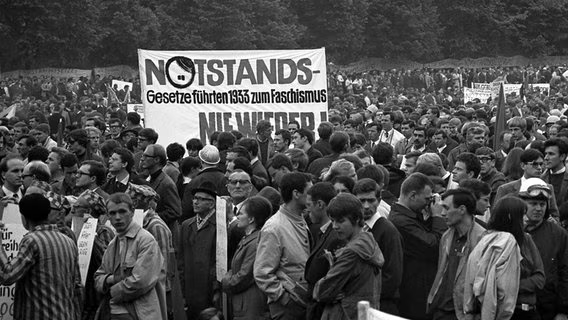 NOTSTANDS-
Gesetze führten 1933 zum Faschismus
NIE WIEDER!